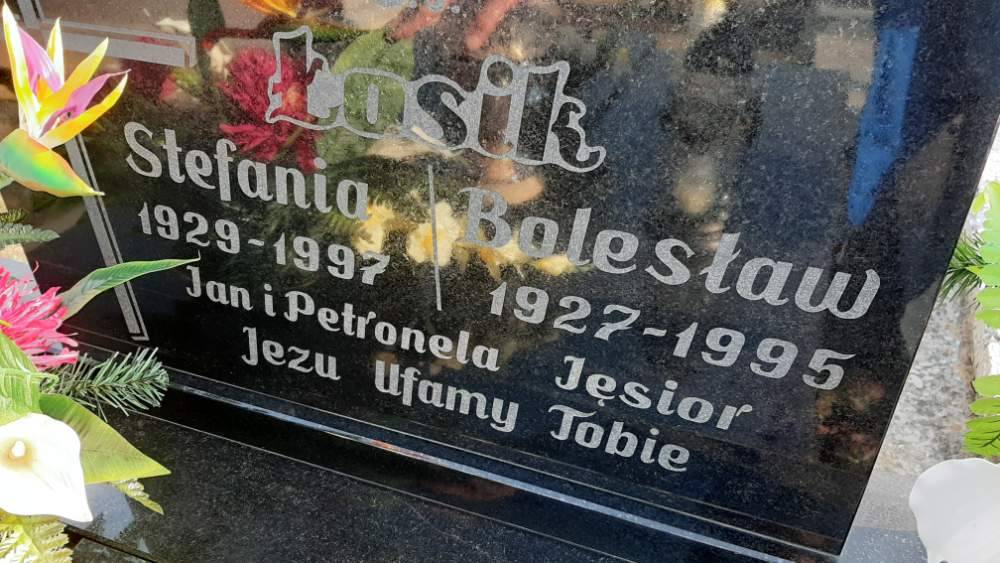 Łosik
Stefania | Bolesław
1929-1997 | 1927-1995
Jan i Petronela Jęsior
Jezu Ufamy Tobie